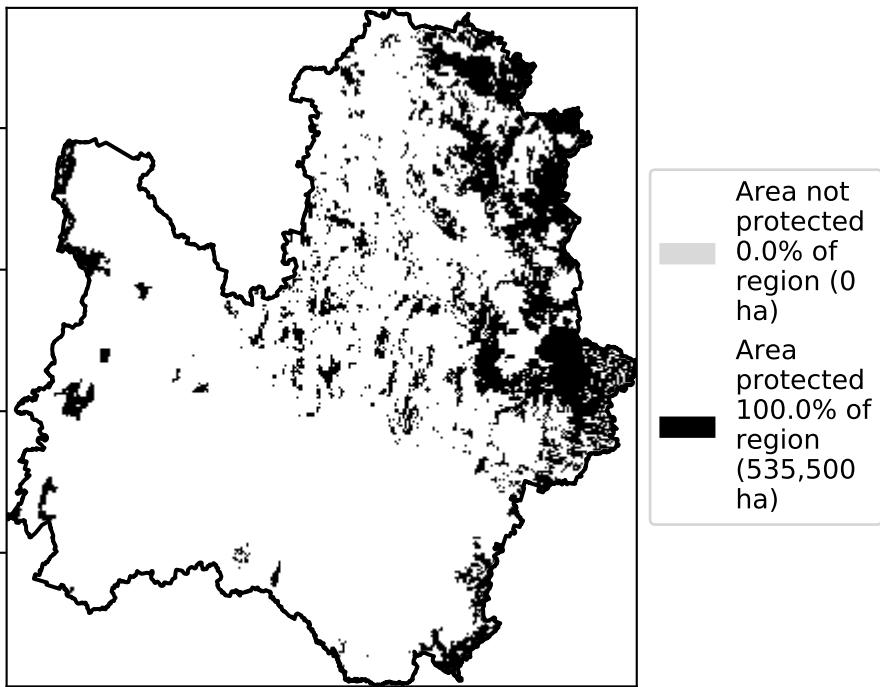 Area not
protected
0.0% of
region (0
ha)
Area
protected
100.0% of
region
(535,500
ha)